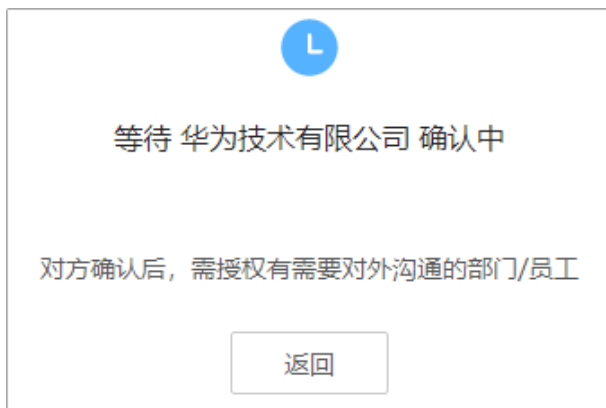 等待 华为技术有限公司 确认中
对方确认后，需授权有需要对外沟通的部门/员工
返回